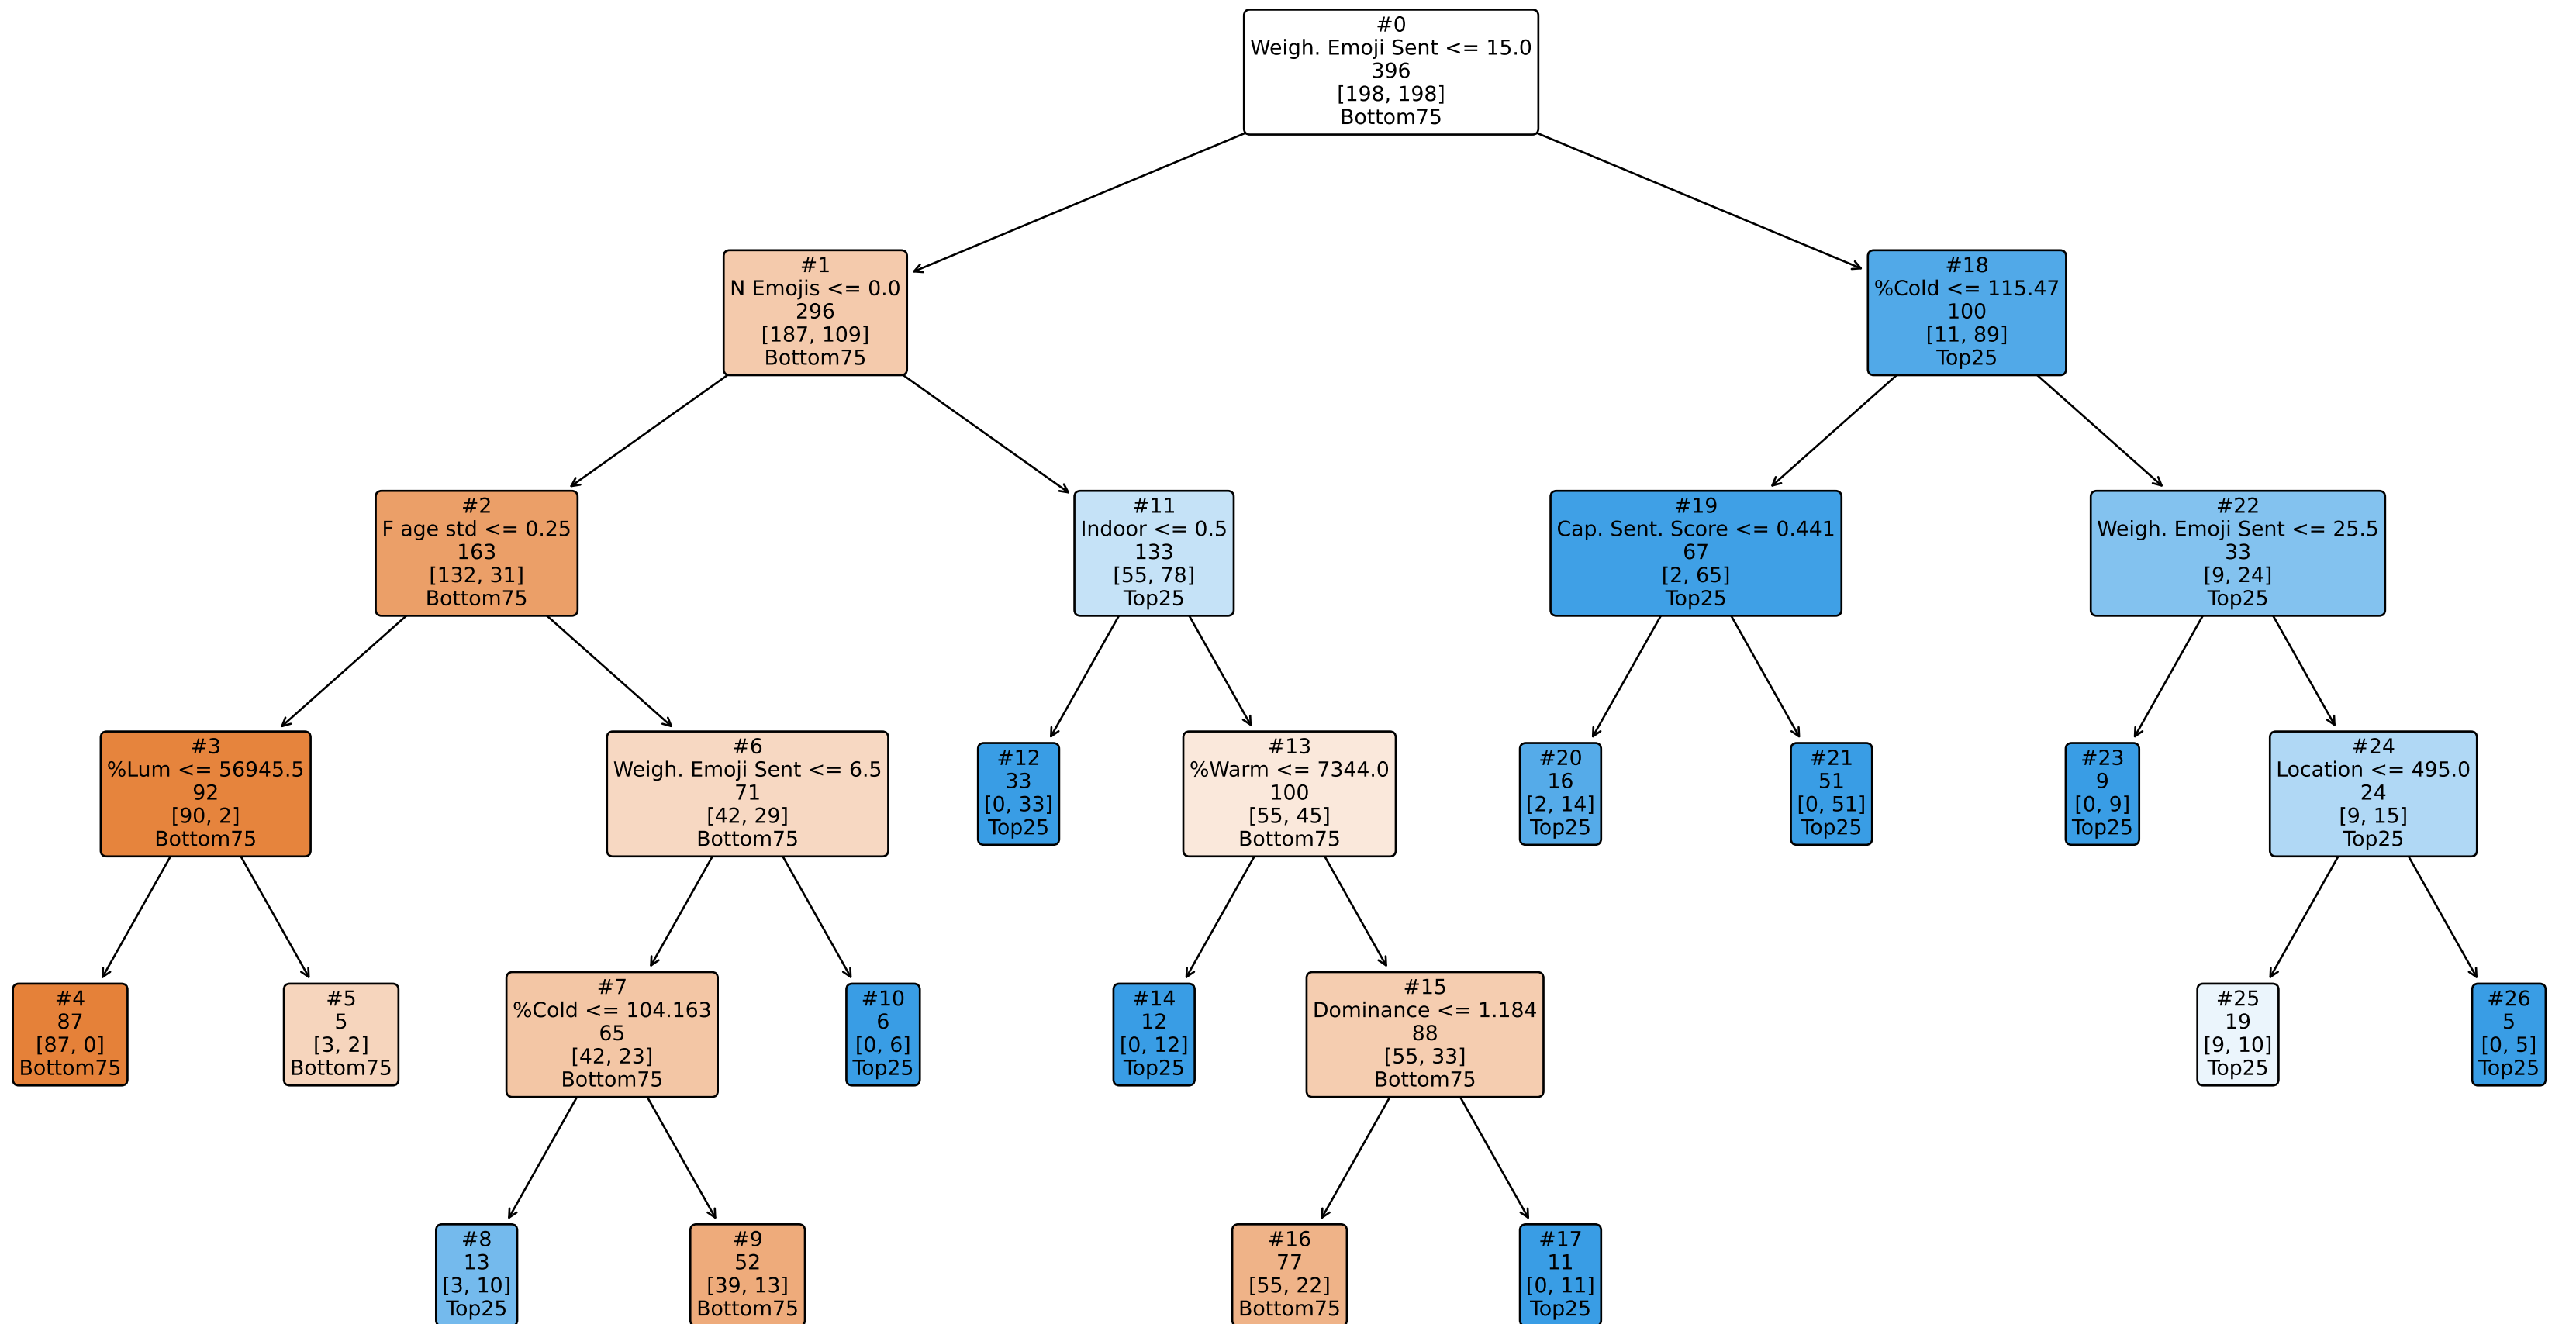 #0
Weigh. Emoji Sent <= 15.0
396
[198, 198]
Bottom75
#1
N Emojis <= 0.0
296
[187, 109]
Bottom75
#18
%Cold <= 115.47
100
[11, 89]
Top25
#2
F age std <= 0.25
163
[132, 31]
Bottom75
#11
Indoor <= 0.5
133
[55, 78]
Top25
#19
Cap. Sent. Score <= 0.441
67
[2, 65]
Top25
#22
Weigh. Emoji Sent <= 25.5
33
[9, 24]
Top25
#3
%Lum <= 56945.5
92
[90, 2]
Bottom75
#6
Weigh. Emoji Sent <= 6.5
71
[42, 29]
Bottom75
#12
33
[0, 33]
Top25
#13
%Warm <= 7344.0
100
[55, 45]
Bottom75
#20
16
[2, 14]
Top25
#21
51
[0, 51]
Top25
#23
9
[0, 9]
Top25
#24
Location <= 495.0
24
[9, 15]
Top25
#4
87
[87, 0]
Bottom75
#5
5
[3, 2]
Bottom75
#7
%Cold <= 104.163
65
[42, 23]
Bottom75
#10
6
[0, 6]
Top25
#14
12
[0, 12]
Top25
#15
Dominance <= 1.184
88
[55, 33]
Bottom75
#25
19
[9, 10]
Top25
#26
5
[0, 5]
Top25
#8
13
[3, 10]
Top25
#9
52
[39, 13]
Bottom75
#16
77
[55, 22]
Bottom75
#17
11
[0, 11]
Top25